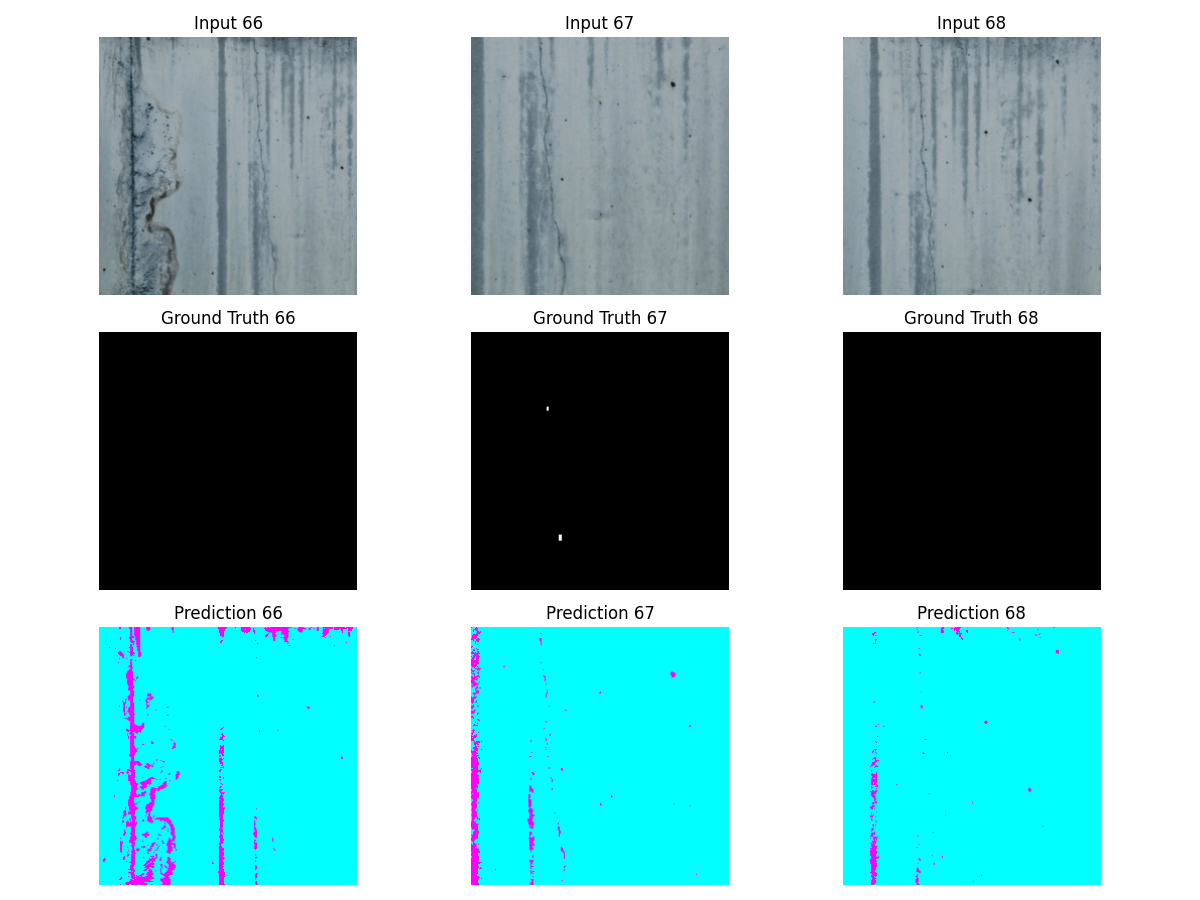 Input 66
Input 67
Input 68
Ground Truth 66
Ground Truth 67
Ground Truth 68
Prediction 66
Prediction 67
Prediction 68